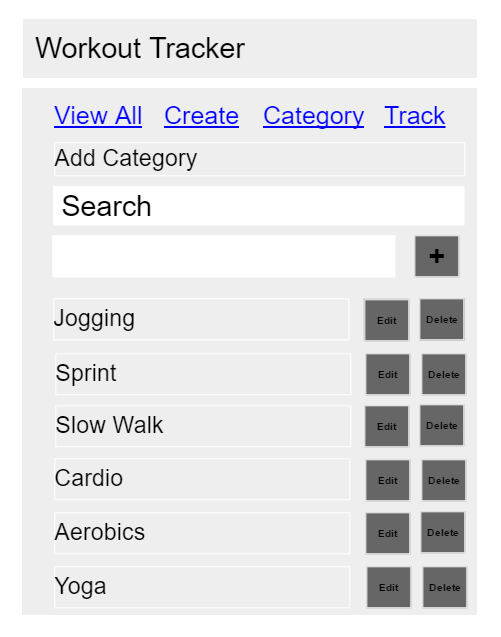 Workout Tracker
View All Create Category Track
Add Category
Search
+
Jogging Edit Delete
Sprint Edit Delete
Slow Walk Edit Delete
Cardio Edit Delete
Aerobics Edit Delete
Yoga Edit Delete